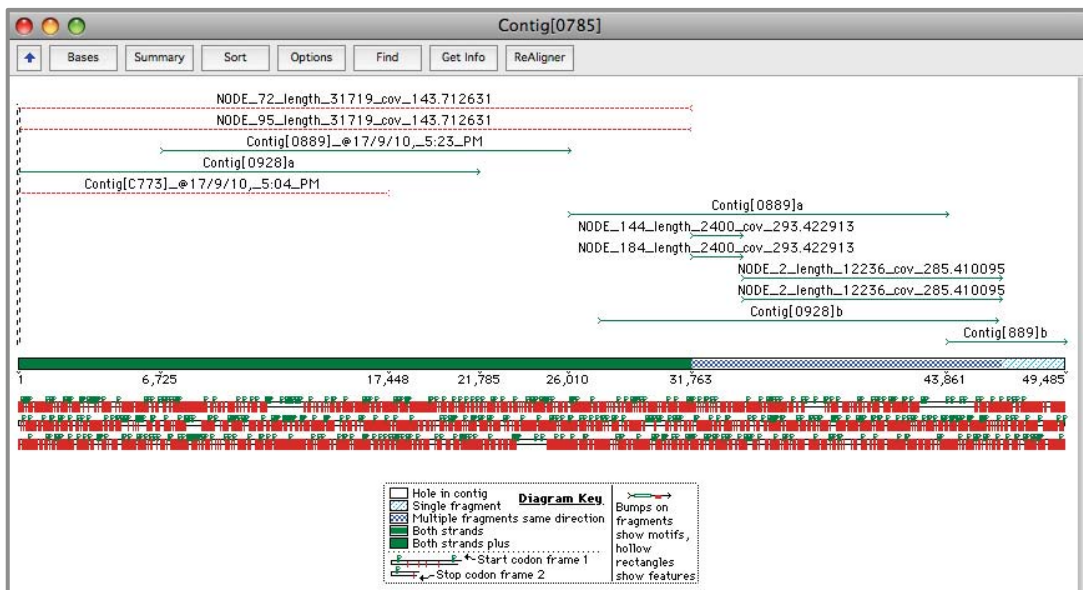 Contig[0785]
Bases Summary Sort Options Find Get Info ReAligner
NODE_72_length_31719_cov_143.712631
NODE_95_length_31719_cov_143.712631
Contig[0889]_@17/9/10,_5:23_PM
Contig[0928]a
Contig[C773]_@17/9/10,_5:04_PM
Contig[0889]a
NODE_144_length_2400_cov_293.422913
NODE_184_length_2400_cov_293.422913
NODE_2_length_12236_cov_285.410095
NODE_2_length_12236_cov_285.410095
Contig[0928]b
Contig[889]b
1 6,725 17,448 21,785 26,010 31,763 43,861 49,485
Diagram Key
Hole in contig
Single fragment
Multiple fragments same direction
Both strands
Both strands plus
Start codon frame 1
Stop codon frame 2
Bumps on
fragments
show motifs,
hollow
rectangles
show features